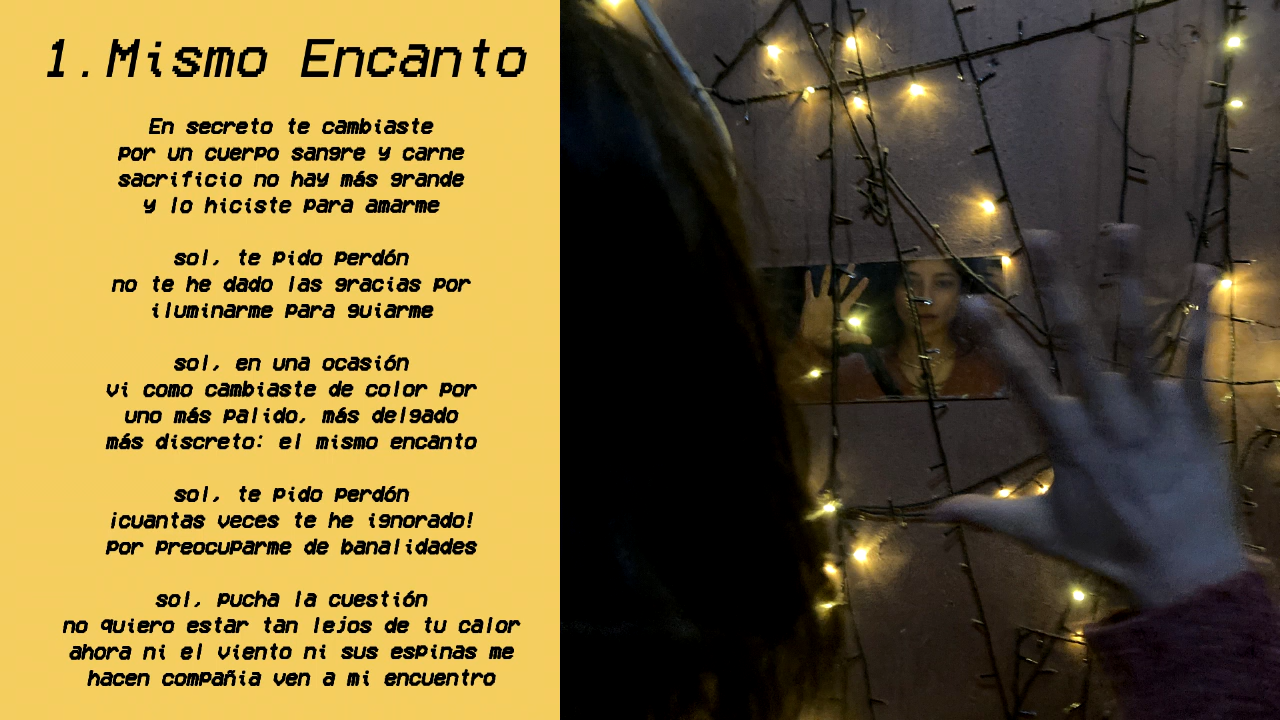 1.Mismo Encanto
En secreto te cambiaste
por un cuerpo sangre y carne
sacrificio no hay más grande
y lo hiciste para amarme
sol, te pido perdón
no te he dado las gracias por
iluminarme para guiarme
sol, en una ocasión
vi como cambiaste de color por
uno más palido, más delgado
más discreto: el mismo encanto
sol, te pido perdón
¡cuantas veces te he ignorado!
por preocuparme de banalidades
sol, pucha la cuestión
no quiero estar tan lejos de tu calor
ahora ni el viento ni sus espinas me
hacen compañia ven a mi encuentro